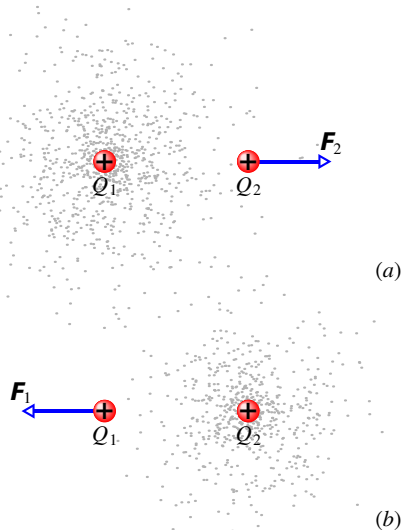 + +
F₂
Q₁ Q₂
(a)
F₁ + +
Q₁ Q₂
(b)